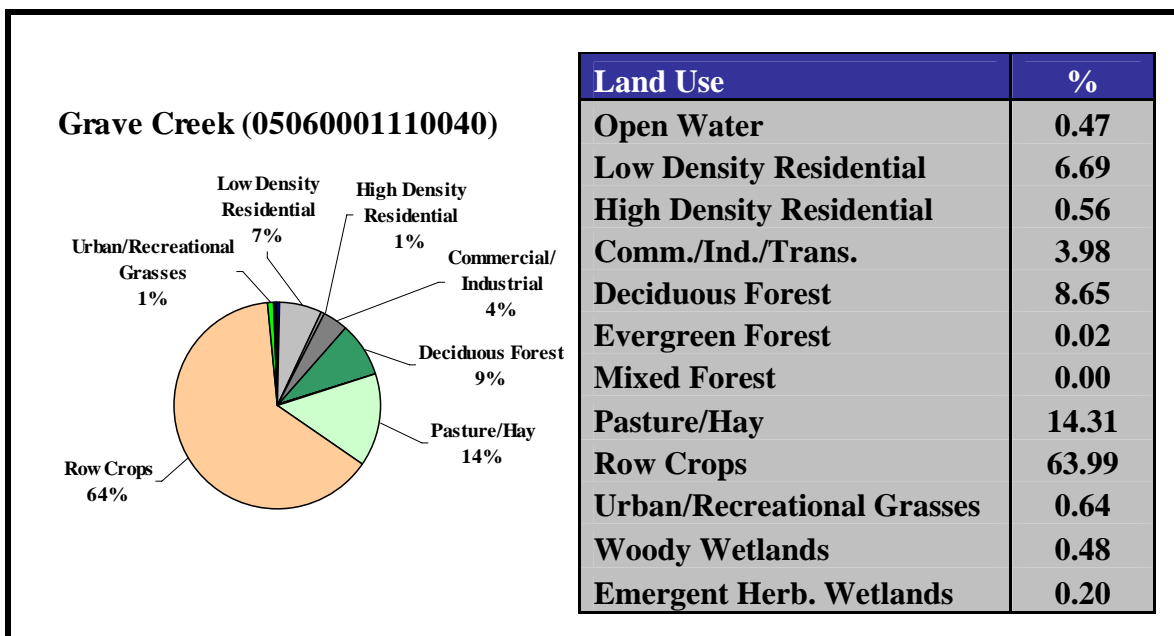 Grave Creek (05060001110040)
Low Density
Residential
7%
High Density
Residential
1%
Urban/Recreational
Grasses
1%
Commercial/
Industrial
4%
Deciduous Forest
9%
Pasture/Hay
14%
Row Crops
64%
Land Use %
Open Water 0.47
Low Density Residential 6.69
High Density Residential 0.56
Comm./Ind./Trans. 3.98
Deciduous Forest 8.65
Evergreen Forest 0.02
Mixed Forest 0.00
Pasture/Hay 14.31
Row Crops 63.99
Urban/Recreational Grasses 0.64
Woody Wetlands 0.48
Emergent Herb. Wetlands 0.20